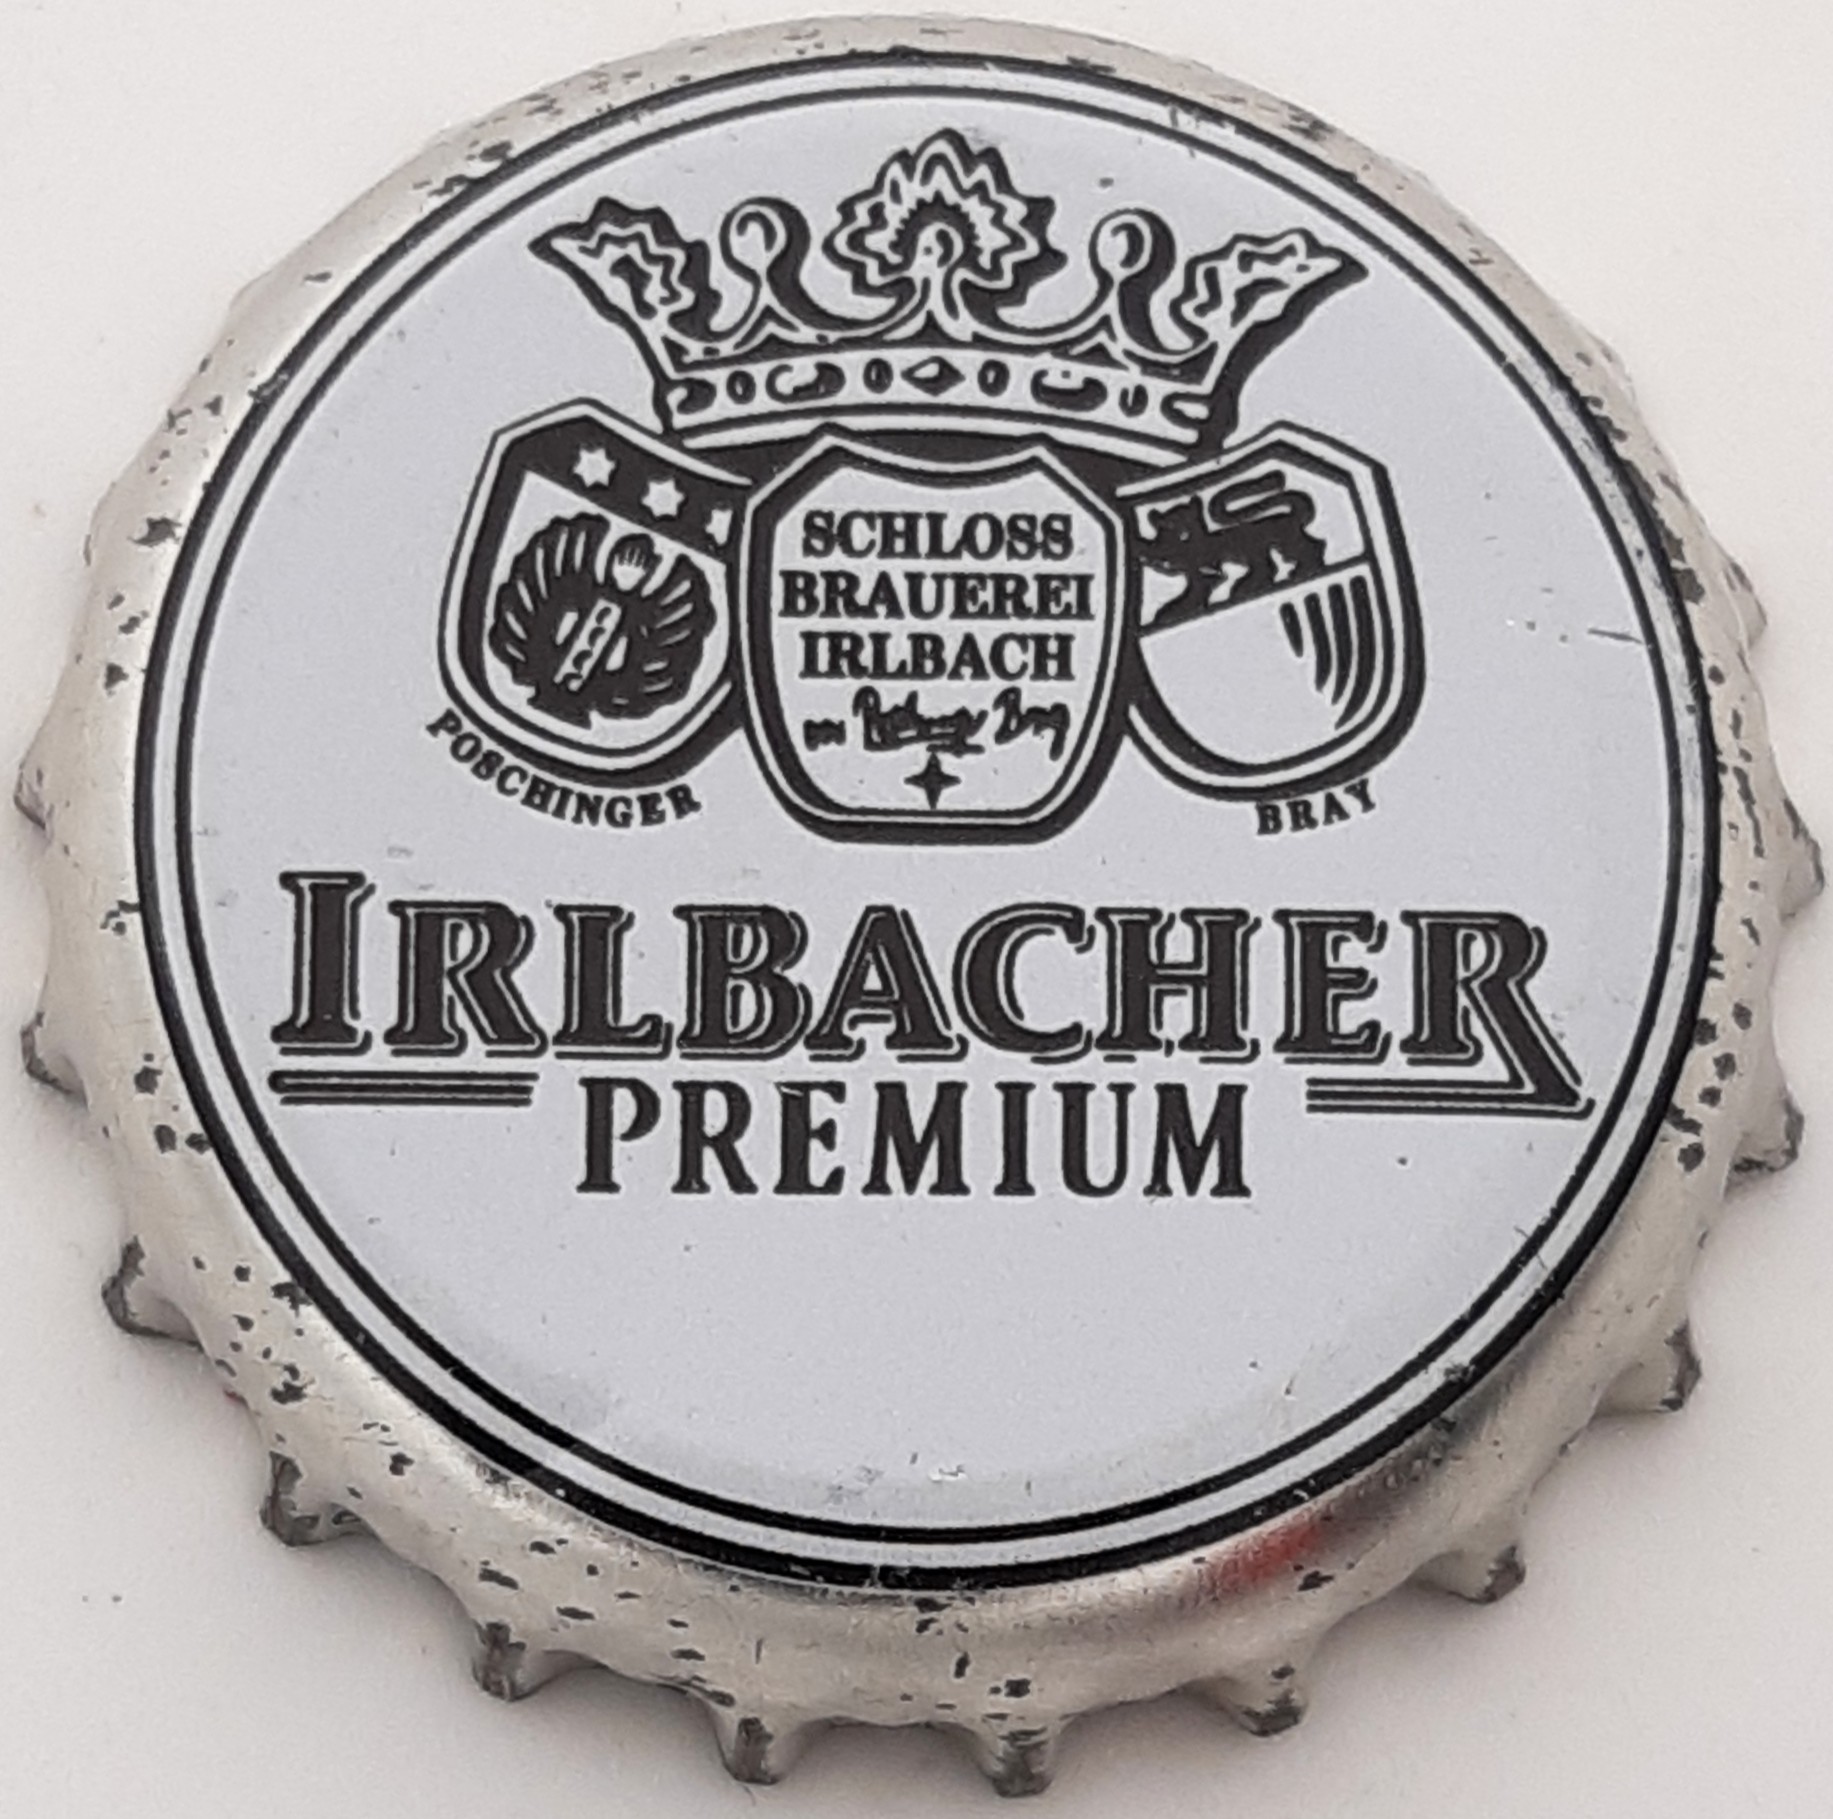 SCHLOSS
BRAUEREI
IRLBACH
POSCHINGER
BRAY
IRLBACHER
PREMIUM